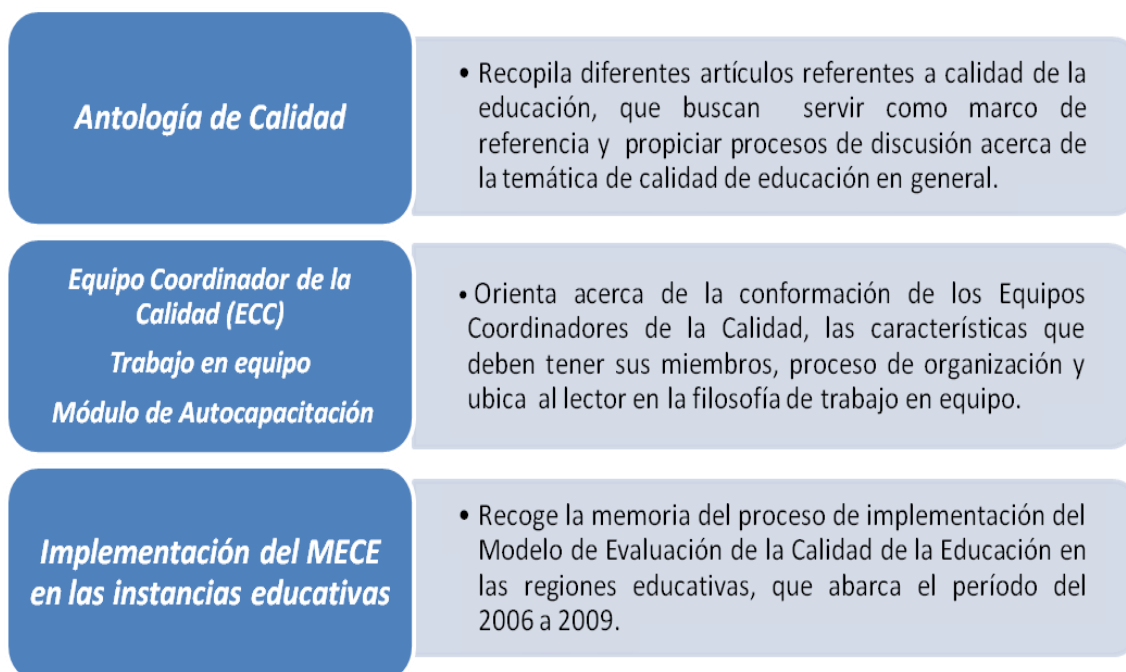 Antología de Calidad
• Recopila diferentes artículos referentes a calidad de la
educación, que buscan servir como marco de
referencia y propiciar procesos de discusión acerca de
la temática de calidad de educación en general.
Equipo Coordinador de la
Calidad (ECC)
Trabajo en equipo
Módulo de Autocapacitación
• Orienta acerca de la conformación de los Equipos
Coordinadores de la Calidad, las características que
deben tener sus miembros, proceso de organización y
ubica al lector en la filosofía de trabajo en equipo.
Implementación del MECE
en las instancias educativas
• Recoge la memoria del proceso de implementación del
Modelo de Evaluación de la Calidad de la Educación en
las regiones educativas, que abarca el período del
2006 a 2009.